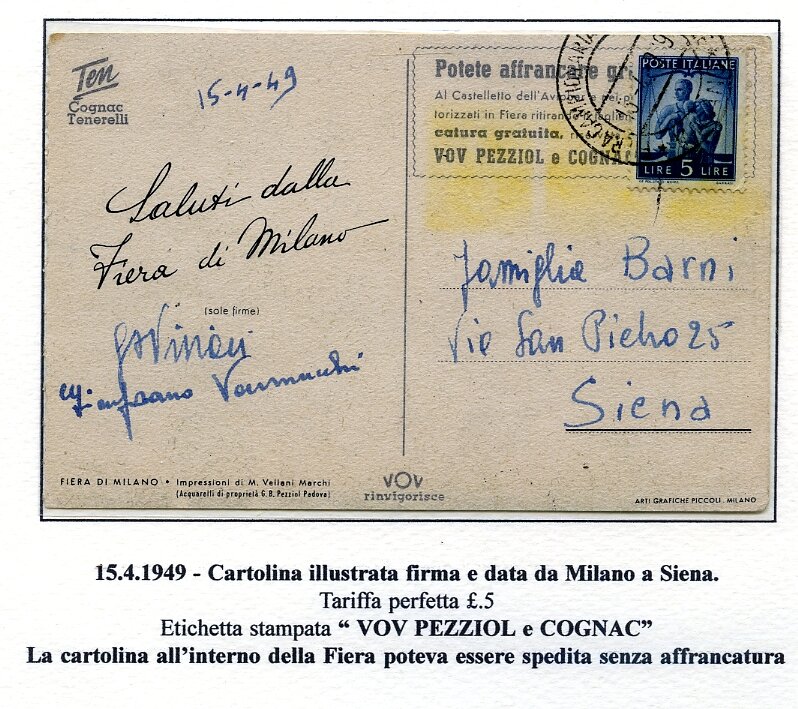 Ten
Cognac
Tenerelli
15-4-49
Saluti dalla
Fiera di Milano
(sole firme)
FIERA DI MILANO • Impressioni di M. Vellani Marchi
(Acquarelli di proprietà G. B. Pezziol Padova)
VOV
rinvigorisce
Potete affrancare gr
Al Castelletto dell'Av
torizzati in Fiera ritirando
catura gratuita,
VOV PEZZIOL e COGNAC
POSTE ITALIANE
LIRE 5 LIRE
famiglia Barni
Via San Pietro 25
Siena
ARTI GRAFICHE PICCOLI - MILANO
15.4.1949 - Cartolina illustrata firma e data da Milano a Siena.
Tariffa perfetta £.5
Etichetta stampata “ VOV PEZZIOL e COGNAC”
La cartolina all’interno della Fiera poteva essere spedita senza affrancatura